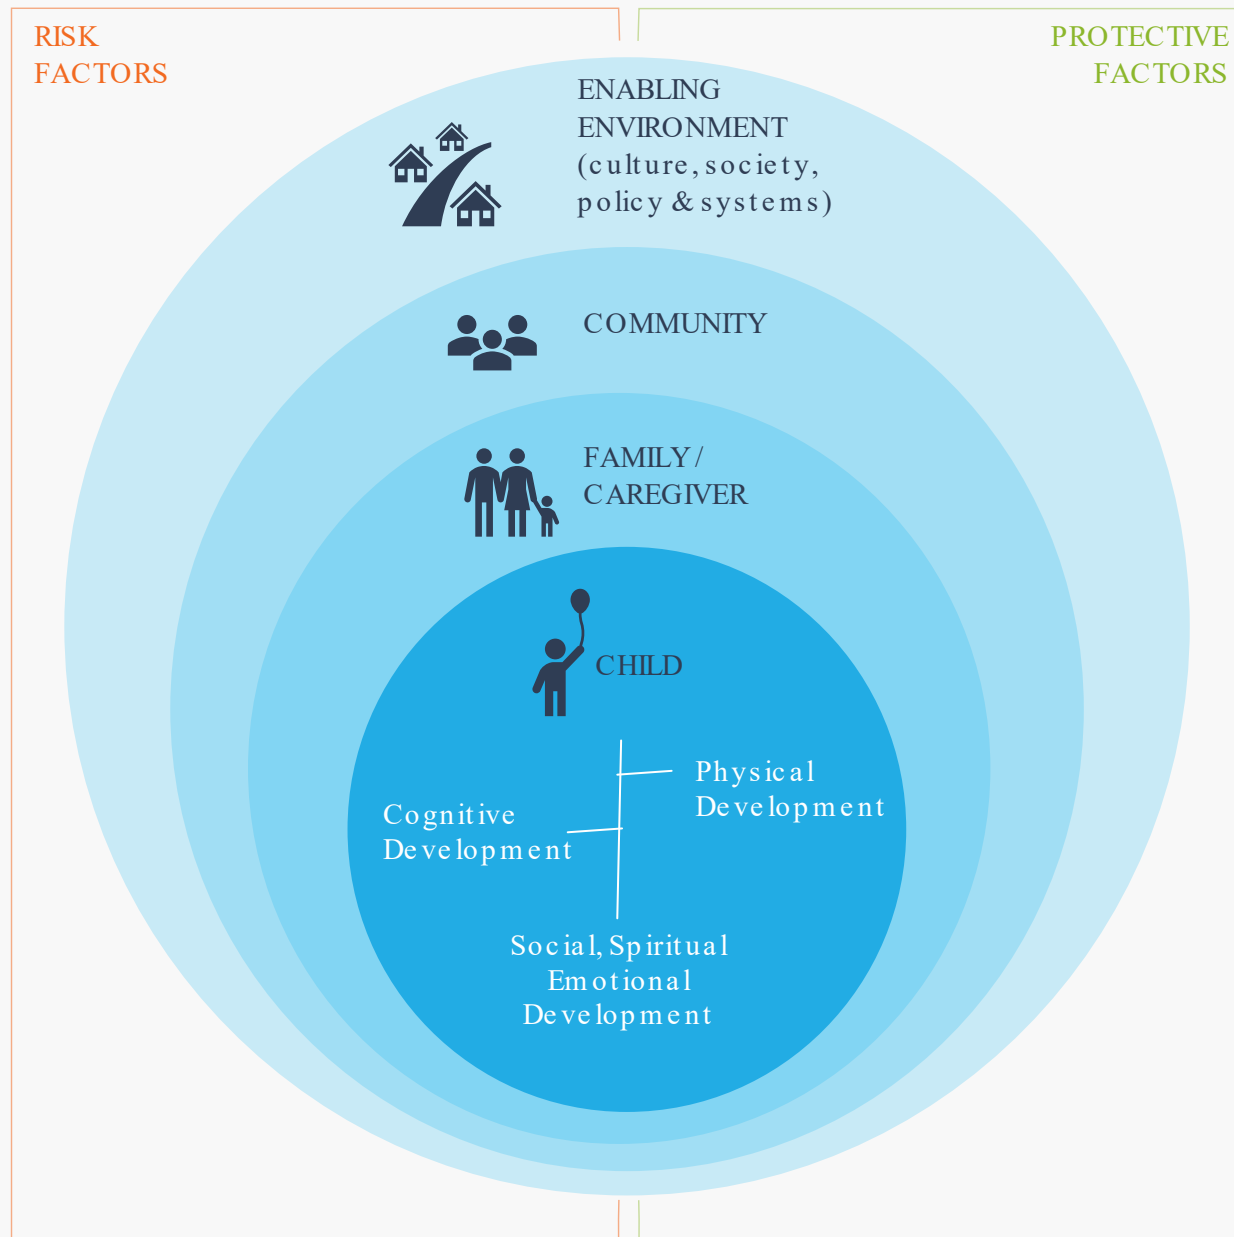 RISK
FACTORS
PROTECTIVE
FACTORS
ENABLING
ENVIRONMENT
(culture, society,
policy & systems)
COMMUNITY
FAMILY /
CAREGIVER
CHILD
Physical
Development
Cognitive
Development
Social, Spiritual
Emotional
Development